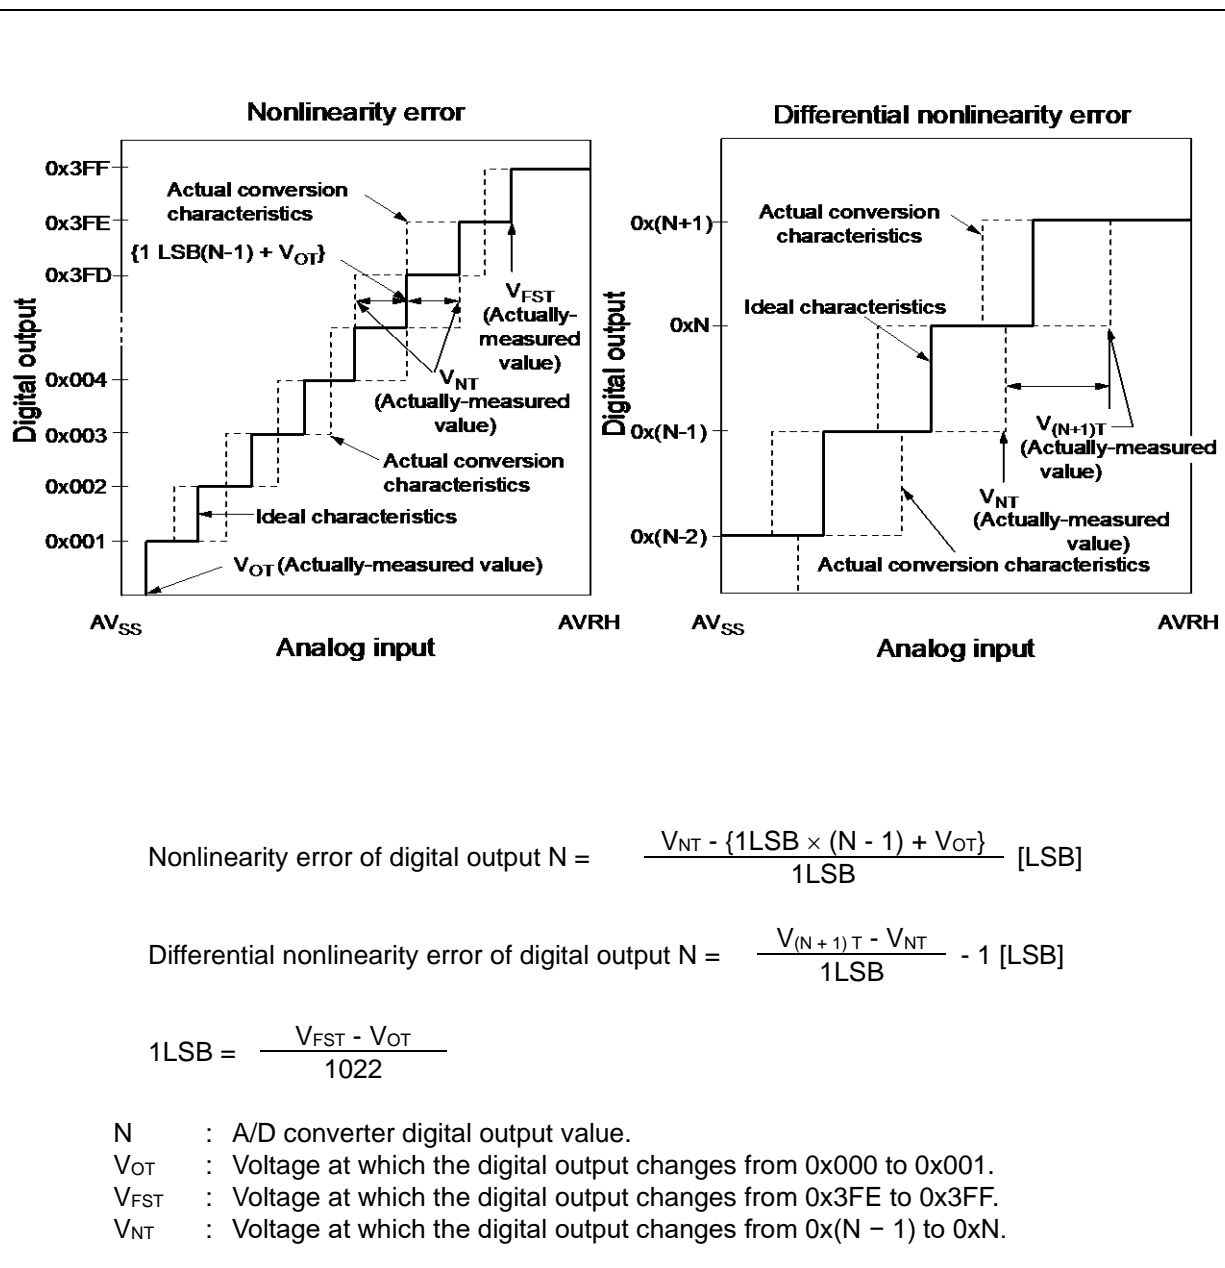 Nonlinearity error
0x3FF
0x3FE
0x3FD
0x004
0x003
0x002
0x001
Digital output
Actual conversion
characteristics
{1 LSB(N-1) + VOT}
VFST
(Actually-
measured
value)
VNT
(Actually-measured
value)
Actual conversion
characteristics
Ideal characteristics
VOT (Actually-measured value)
AVSS
AVRH
Analog input
Differential nonlinearity error
0x(N+1)
0xN
0x(N-1)
0x(N-2)
Digital output
Actual conversion
characteristics
Ideal characteristics
V(N+1)T
(Actually-measured
value)
VNT
(Actually-measured
value)
Actual conversion characteristics
AVSS
AVRH
Analog input
Nonlinearity error of digital output N = VNT - {1LSB × (N - 1) + VOT} / 1LSB [LSB]
Differential nonlinearity error of digital output N = V(N + 1) T - VNT / 1LSB - 1 [LSB]
1LSB = VFST - VOT / 1022
N : A/D converter digital output value.
VOT : Voltage at which the digital output changes from 0x000 to 0x001.
VFST : Voltage at which the digital output changes from 0x3FE to 0x3FF.
VNT : Voltage at which the digital output changes from 0x(N − 1) to 0xN.